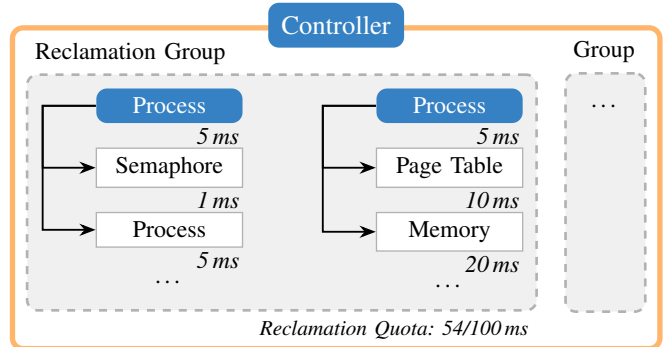 Controller
Reclamation Group
Group
Process
5 ms
Semaphore
1 ms
Process
5 ms
...
Process
5 ms
Page Table
10 ms
Memory
20 ms
...
...
Reclamation Quota: 54/100 ms